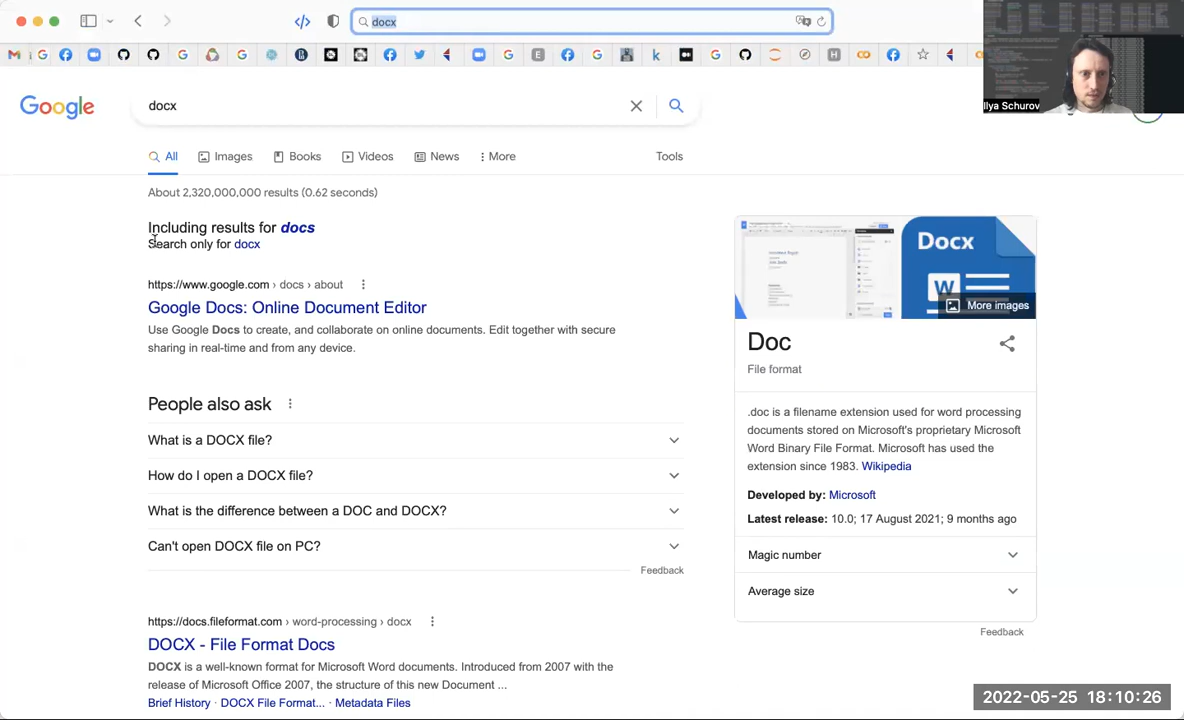 docx
Ilya Schurov
Google
docx
All Images Books Videos News More Tools
About 2,320,000,000 results (0.62 seconds)
Including results for docs
Search only for docx
https://www.google.com › docs › about
Google Docs: Online Document Editor
Use Google Docs to create, and collaborate on online documents. Edit together with secure
sharing in real-time and from any device.
People also ask
What is a DOCX file?
How do I open a DOCX file?
What is the difference between a DOC and DOCX?
Can't open DOCX file on PC?
Feedback
https://docs.fileformat.com › word-processing › docx
DOCX - File Format Docs
DOCX is a well-known format for Microsoft Word documents. Introduced from 2007 with the
release of Microsoft Office 2007, the structure of this new Document ...
Brief History · DOCX File Format... · Metadata Files
Docx
W
More images
Doc
File format
.doc is a filename extension used for word processing
documents stored on Microsoft's proprietary Microsoft
Word Binary File Format. Microsoft has used the
extension since 1983. Wikipedia
Developed by: Microsoft
Latest release: 10.0; 17 August 2021; 9 months ago
Magic number
Average size
Feedback
2022-05-25 18:10:26